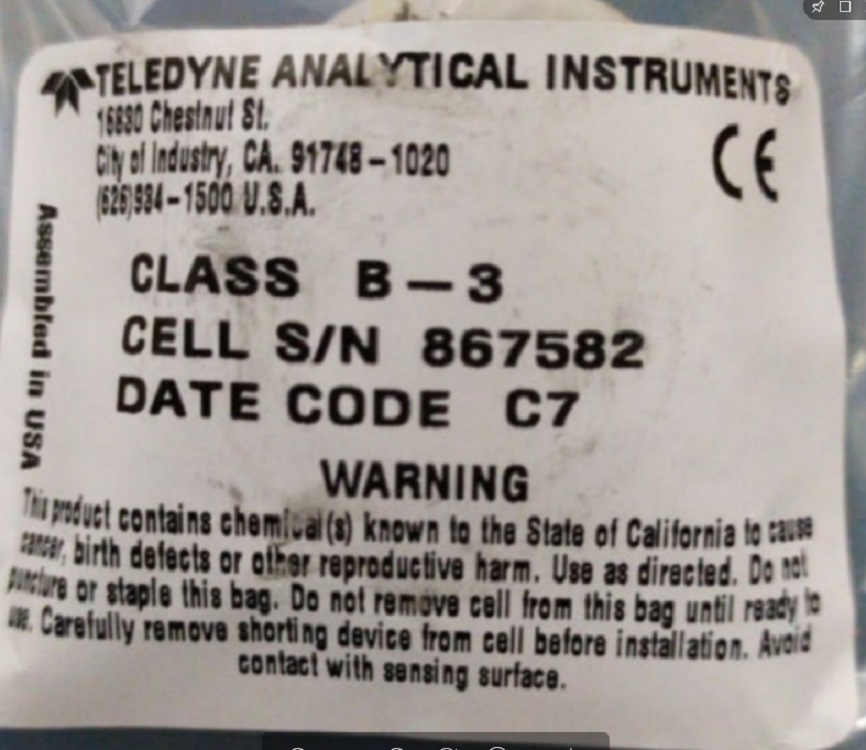 TELEDYNE ANALYTICAL INSTRUMENTS
16830 Chestnut St.
City of Industry, CA. 91748-1020
(626)934-1500 U.S.A.
CE
Assembled in USA
CLASS B-3
CELL S/N 867582
DATE CODE C7
WARNING
This product contains chemical(s) known to the State of California to cause
cancer, birth defects or other reproductive harm. Use as directed. Do not
puncture or staple this bag. Do not remove cell from this bag until ready to
use. Carefully remove shorting device from cell before installation. Avoid
contact with sensing surface.